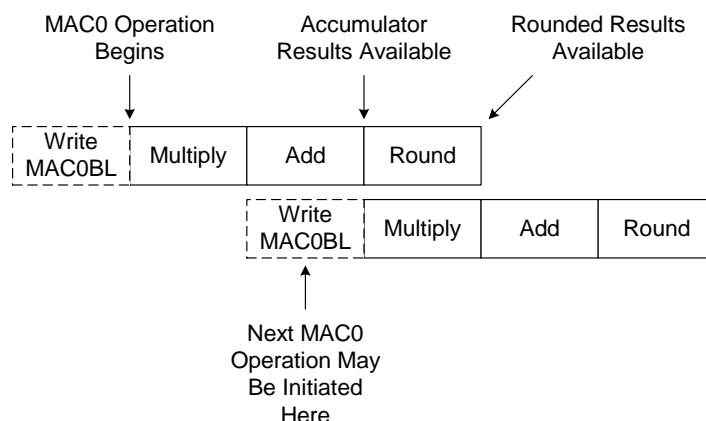 MAC0 Operation
Begins
Accumulator
Results Available
Rounded Results
Available
Write
MAC0BL
Multiply
Add
Round
Write
MAC0BL
Multiply
Add
Round
Next MAC0
Operation May
Be Initiated
Here